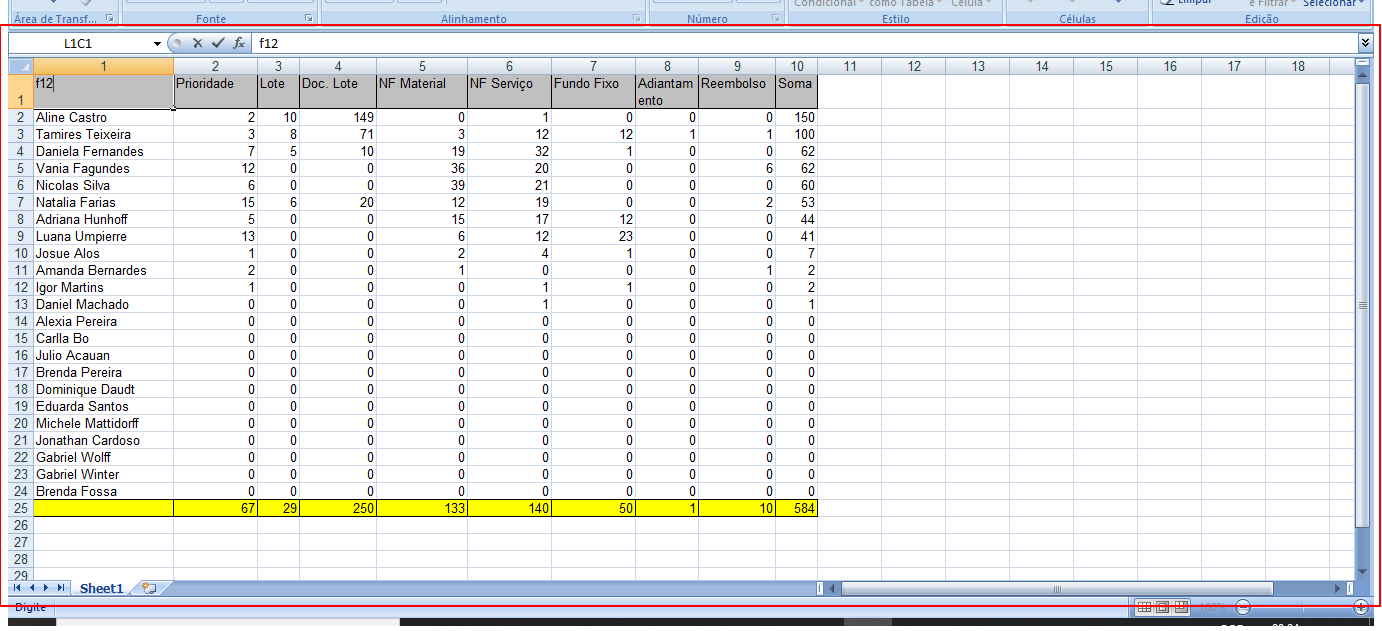 Condicional como Tabela Célula Limpar e Filtrar Selecionar
Área de Transf... Fonte Alinhamento Número Estilo Células Edição
L1C1 fx f12
1 2 3 4 5 6 7 8 9 10 11 12 13 14 15 16 17 18
1 f12 Prioridade Lote Doc. Lote NF Material NF Serviço Fundo Fixo Adiantam Reembolso Soma
ento
2 Aline Castro 2 10 149 0 1 0 0 0 150
3 Tamires Teixeira 3 8 71 3 12 12 1 1 100
4 Daniela Fernandes 7 5 10 19 32 1 0 0 62
5 Vania Fagundes 12 0 0 36 20 0 0 6 62
6 Nicolas Silva 6 0 0 39 21 0 0 0 60
7 Natalia Farias 15 6 20 12 19 0 0 2 53
8 Adriana Hunhoff 5 0 0 15 17 12 0 0 44
9 Luana Umpierre 13 0 0 6 12 23 0 0 41
10 Josue Alos 1 0 0 2 4 1 0 0 7
11 Amanda Bernardes 2 0 0 1 0 0 0 1 2
12 Igor Martins 1 0 0 0 1 1 0 0 2
13 Daniel Machado 0 0 0 0 1 0 0 0 1
14 Alexia Pereira 0 0 0 0 0 0 0 0 0
15 Carlla Bo 0 0 0 0 0 0 0 0 0
16 Julio Acauan 0 0 0 0 0 0 0 0 0
17 Brenda Pereira 0 0 0 0 0 0 0 0 0
18 Dominique Daudt 0 0 0 0 0 0 0 0 0
19 Eduarda Santos 0 0 0 0 0 0 0 0 0
20 Michele Mattidorff 0 0 0 0 0 0 0 0 0
21 Jonathan Cardoso 0 0 0 0 0 0 0 0 0
22 Gabriel Wolff 0 0 0 0 0 0 0 0 0
23 Gabriel Winter 0 0 0 0 0 0 0 0 0
24 Brenda Fossa 0 0 0 0 0 0 0 0 0
25 67 29 250 133 140 50 1 10 584
26
27
28
29
Sheet1
Digite 100%